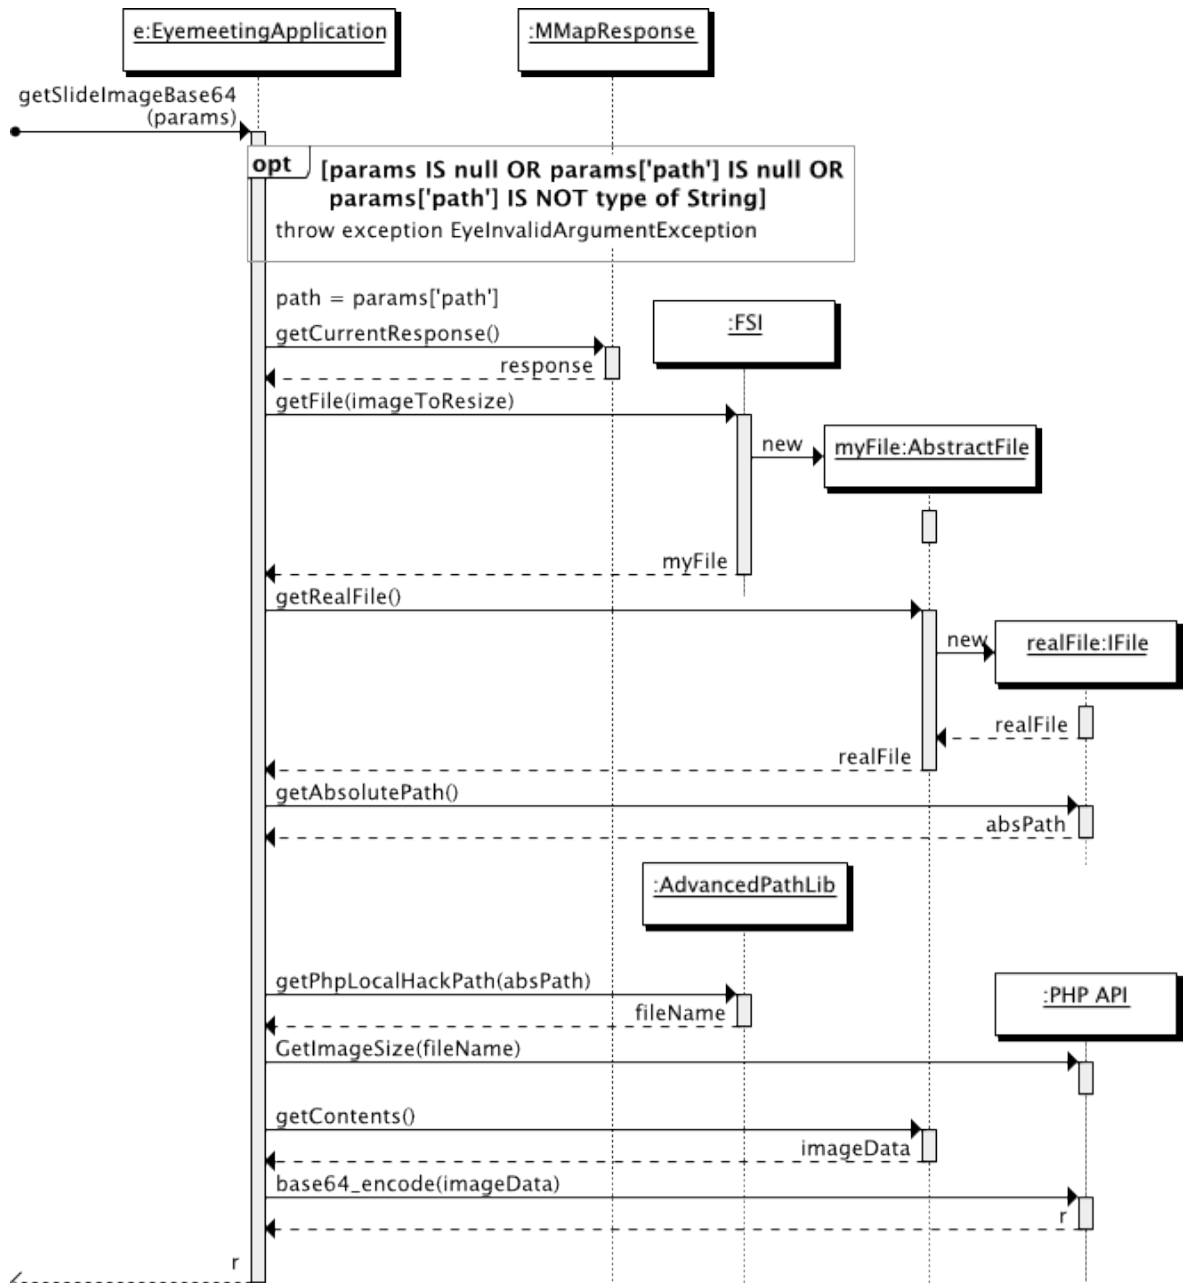 e:EyemeetingApplication
:MMapResponse
getSlideImageBase64
(params)
opt
[params IS null OR params['path'] IS null OR
params['path'] IS NOT type of String]
throw exception EyeInvalidArgumentException
path = params['path']
:FSI
getCurrentResponse()
response
getFile(imageToResize)
new
myFile:AbstractFile
myFile
getRealFile()
new
realFile:IFile
realFile
realFile
getAbsolutePath()
absPath
:AdvancedPathLib
getPhpLocalHackPath(absPath)
:PHP API
fileName
GetImageSize(fileName)
getContents()
imageData
base64_encode(imageData)
r
r